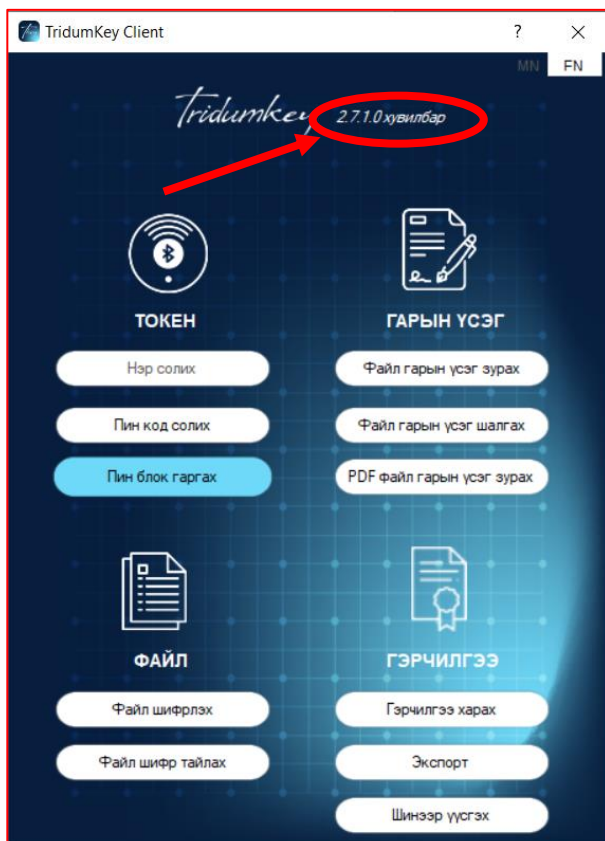 TridumKey Client
?
MN
EN
Tridumkey
2.7.1.0 хувилбар
ТОКЕН
Нэр солих
Пин код солих
Пин блок гаргах
ГАРЫН ҮСЭГ
Файл гарын үсэг зурах
Файл гарын үсэг шалгах
PDF файл гарын үсэг зурах
ФАЙЛ
Файл шифрлэх
Файл шифр тайлах
ГЭРЧИЛГЭЭ
Гэрчилгээ харах
Экспорт
Шинээр үүсгэх